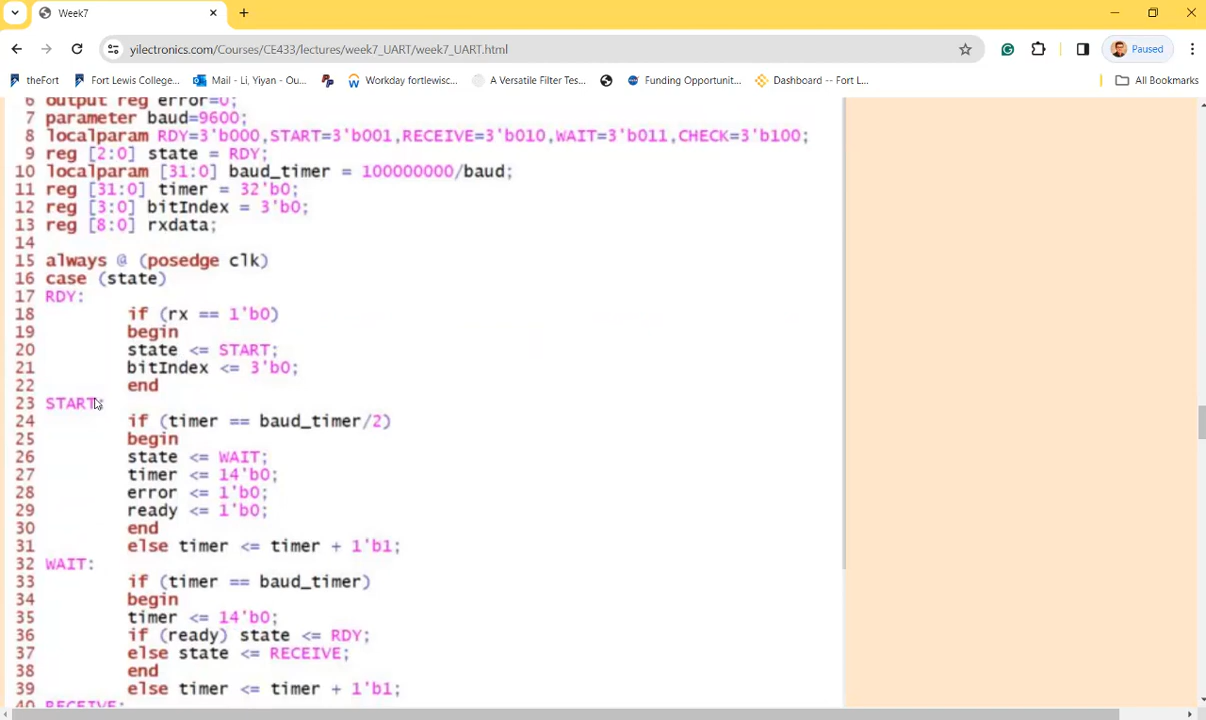 Week7
yilectronics.com/Courses/CE433/lectures/week7_UART/week7_UART.html
Paused
theFort
Fort Lewis College...
Mail - Li, Yiyan - Ou...
Workday fortlewisc...
A Versatile Filter Tes...
Funding Opportunit...
Dashboard -- Fort L...
All Bookmarks
6 output reg error=0;
7 parameter baud=9600;
8 localparam RDY=3'b000,START=3'b001,RECEIVE=3'b010,WAIT=3'b011,CHECK=3'b100;
9 reg [2:0] state = RDY;
10 localparam [31:0] baud_timer = 100000000/baud;
11 reg [31:0] timer = 32'b0;
12 reg [3:0] bitIndex = 3'b0;
13 reg [8:0] rxdata;
14
15 always @ (posedge clk)
16 case (state)
17 RDY:
18 if (rx == 1'b0)
19 begin
20 state <= START;
21 bitIndex <= 3'b0;
22 end
23 START:
24 if (timer == baud_timer/2)
25 begin
26 state <= WAIT;
27 timer <= 14'b0;
28 error <= 1'b0;
29 ready <= 1'b0;
30 end
31 else timer <= timer + 1'b1;
32 WAIT:
33 if (timer == baud_timer)
34 begin
35 timer <= 14'b0;
36 if (ready) state <= RDY;
37 else state <= RECEIVE;
38 end
39 else timer <= timer + 1'b1;
40 RECEIVE: